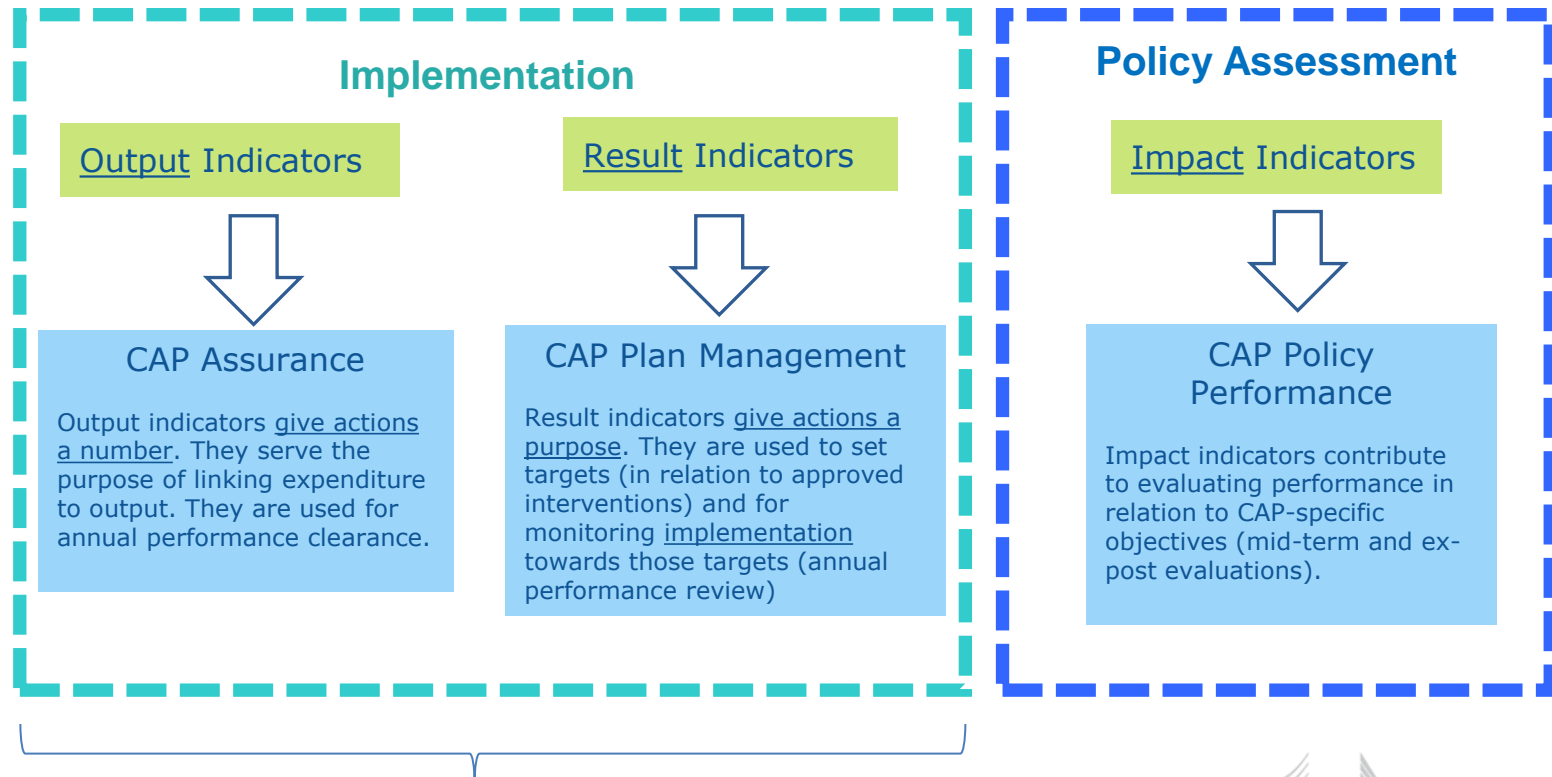 Implementation
Output Indicators
Result Indicators
CAP Assurance
Output indicators give actions
a number. They serve the
purpose of linking expenditure
to output. They are used for
annual performance clearance.
CAP Plan Management
Result indicators give actions a
purpose. They are used to set
targets (in relation to approved
interventions) and for
monitoring implementation
towards those targets (annual
performance review)
Policy Assessment
Impact Indicators
CAP Policy
Performance
Impact indicators contribute
to evaluating performance in
relation to CAP-specific
objectives (mid-term and ex-
post evaluations).